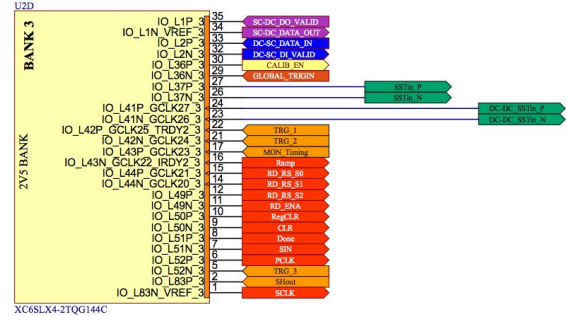 U2D
BANK 3
2V5 BANK
IO_L1P_3 35 SC-DC_DO_VALID
IO_L1N_VREF_3 34 SC-DC_DATA_OUT
IO_L2P_3 33 DC-SC_DATA_IN
IO_L2N_3 32 DC-SC_DI_VALID
IO_L36P_3 30 CALIB_EN
IO_L36N_3 29 GLOBAL_TRIGIN
IO_L37P_3 27 SSTin_P
IO_L37N_3 26 SSTin_N
IO_L41P_GCLK27_3 24 DC-DC_SSTin_P
IO_L41N_GCLK26_3 23 DC-DC_SSTin_N
IO_L42P_GCLK25_TRDY2_3 22 TRG_1
IO_L42N_GCLK24_3 21 TRG_2
IO_L43P_GCLK23_3 17 MON_Timing
IO_L43N_GCLK22_IRDY2_3 16 Ramp
IO_L44P_GCLK21_3 15 RD_RS_S0
IO_L44N_GCLK20_3 14 RD_RS_S1
IO_L49P_3 12 RD_RS_S2
IO_L49N_3 11 RD_ENA
IO_L50P_3 10 RegCLR
IO_L50N_3 9 CLR
IO_L51P_3 8 Done
IO_L51N_3 7 SIN
IO_L52P_3 6 PCLK
IO_L52N_3 5 TRG_3
IO_L83P_3 2 SHout
IO_L83N_VREF_3 1 SCLK
XC6SLX4-2TQG144C